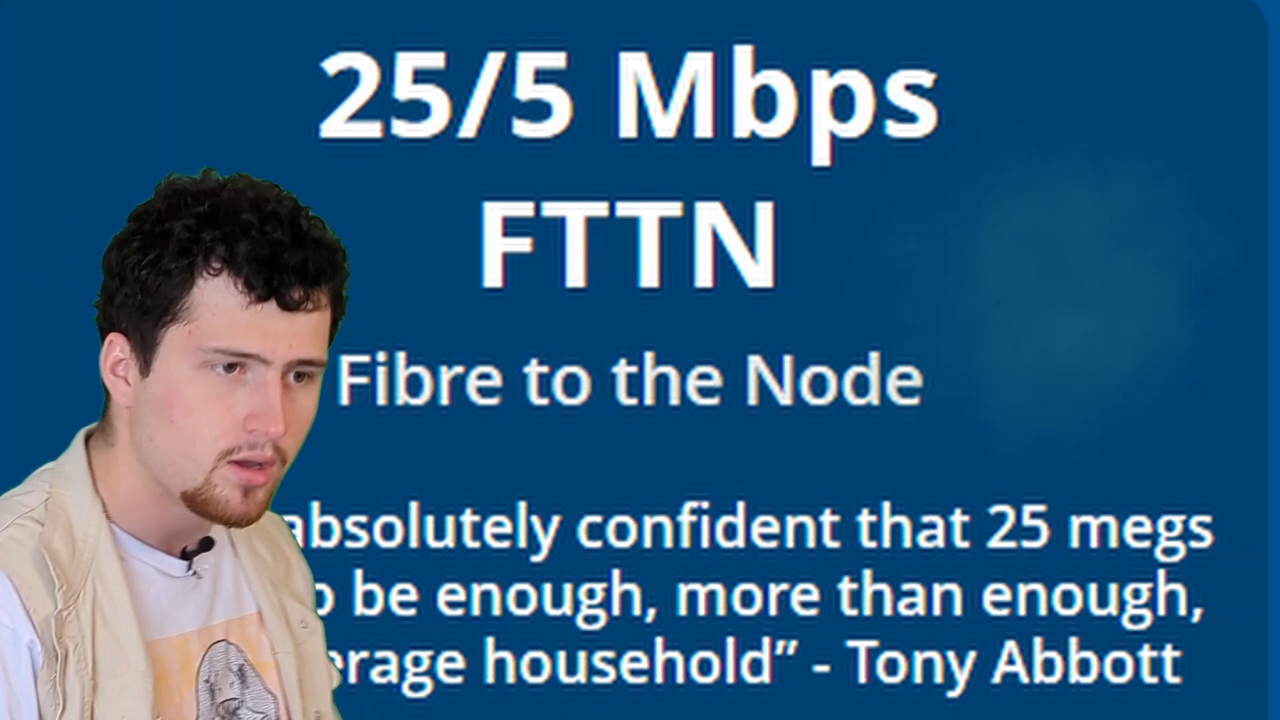 25/5 Mbps
FTTN
Fibre to the Node
absolutely confident that 25 megs
be enough, more than enough,
household” - Tony Abbott